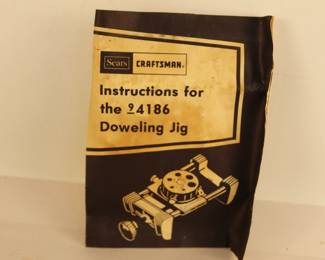 Sears CRAFTSMAN®
Instructions for
the 9 4186
Doweling Jig